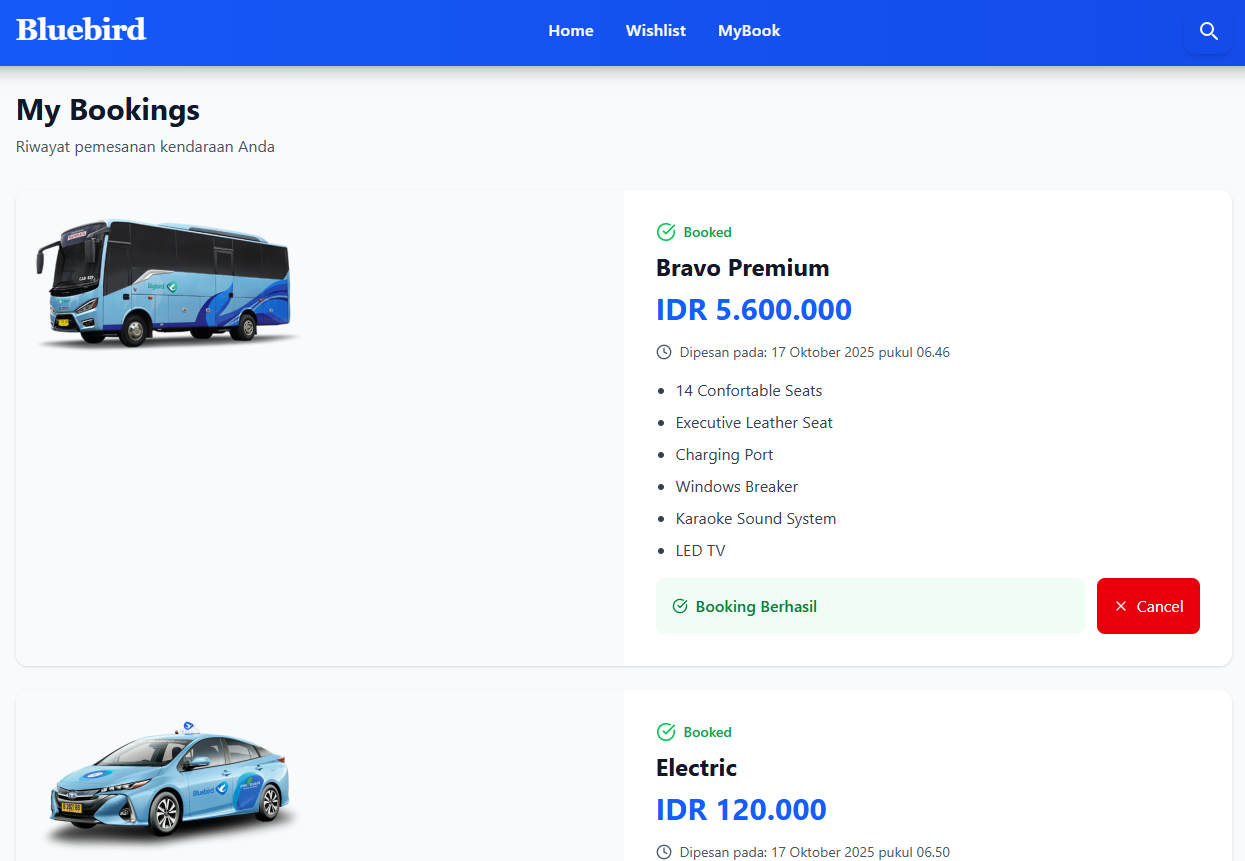 Bluebird
Home Wishlist MyBook
My Bookings
Riwayat pemesanan kendaraan Anda
Bigbird
Booked
Bravo Premium
IDR 5.600.000
Dipesan pada: 17 Oktober 2025 pukul 06.46
14 Confortable Seats
Executive Leather Seat
Charging Port
Windows Breaker
Karaoke Sound System
LED TV
Booking Berhasil
Cancel
Bluebird
Booked
Electric
IDR 120.000
Dipesan pada: 17 Oktober 2025 pukul 06.50